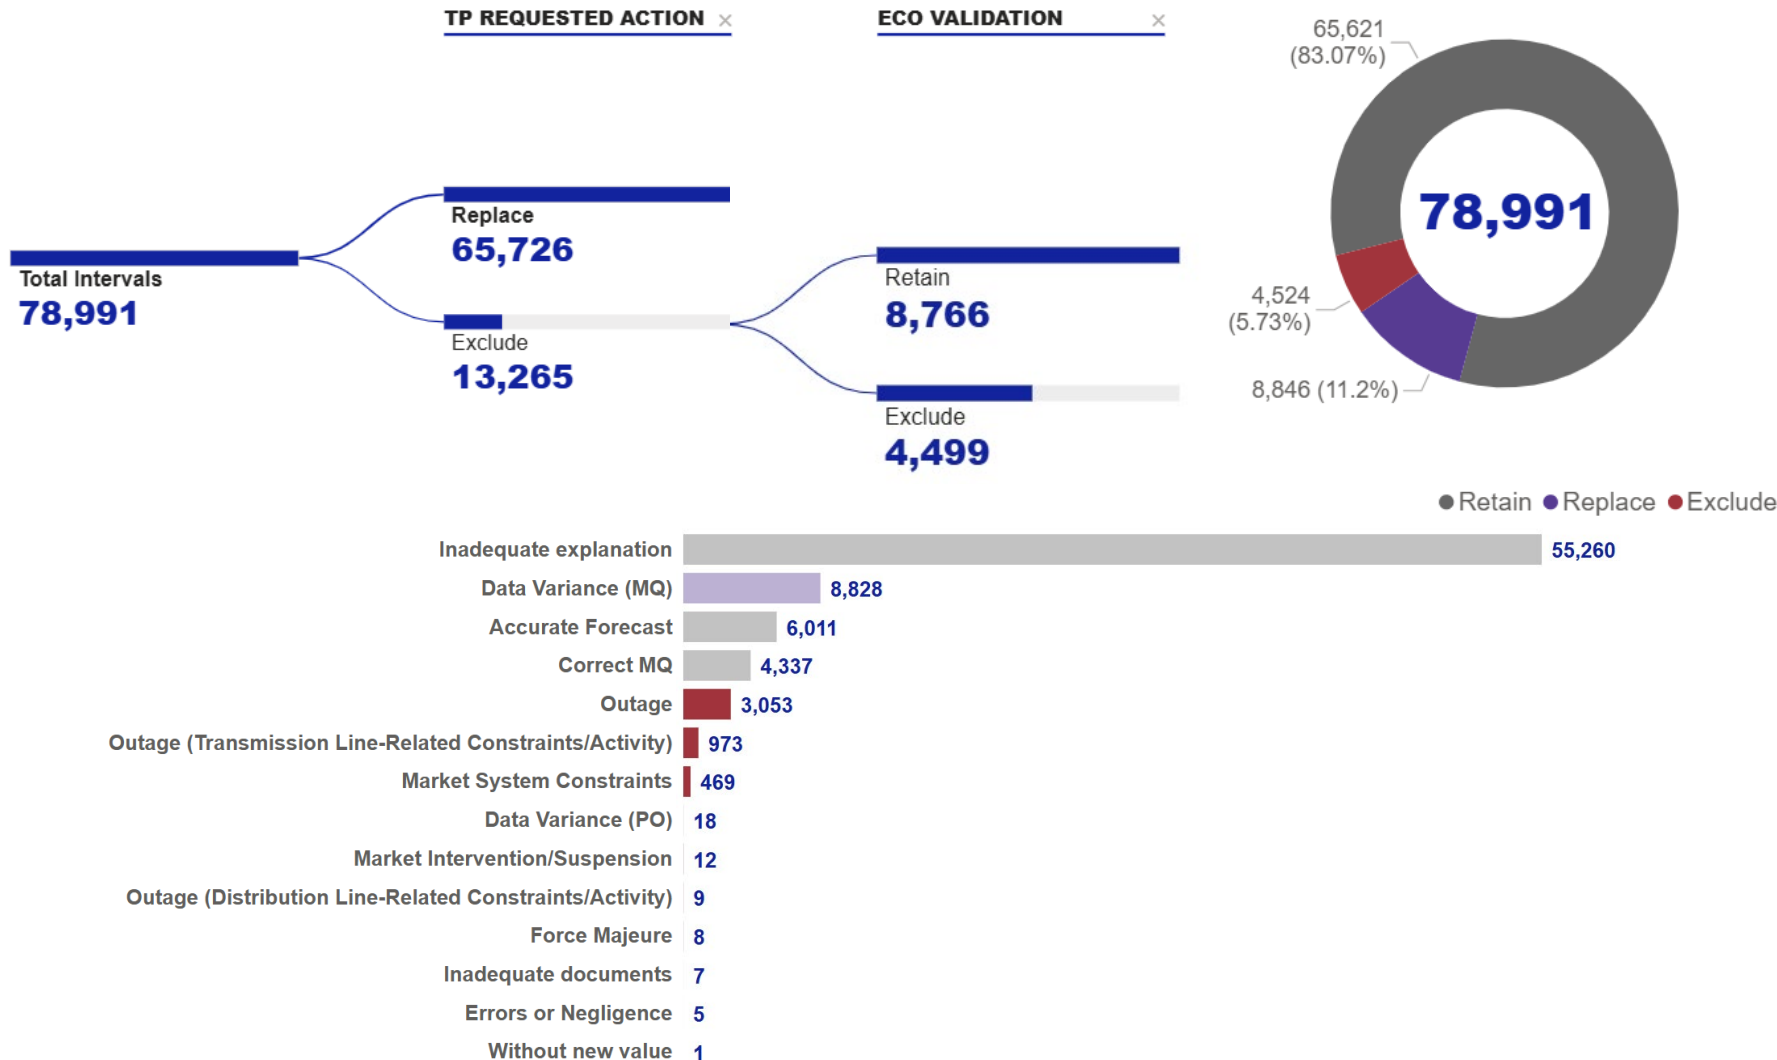 TP REQUESTED ACTION ×
ECO VALIDATION ×
65,621
(83.07%)
78,991
4,524
(5.73%)
8,846 (11.2%)
Total Intervals
78,991
Replace
65,726
Exclude
13,265
Retain
8,766
Exclude
4,499
Retain Replace Exclude
Inadequate explanation 55,260
Data Variance (MQ) 8,828
Accurate Forecast 6,011
Correct MQ 4,337
Outage 3,053
Outage (Transmission Line-Related Constraints/Activity) 973
Market System Constraints 469
Data Variance (PO) 18
Market Intervention/Suspension 12
Outage (Distribution Line-Related Constraints/Activity) 9
Force Majeure 8
Inadequate documents 7
Errors or Negligence 5
Without new value 1